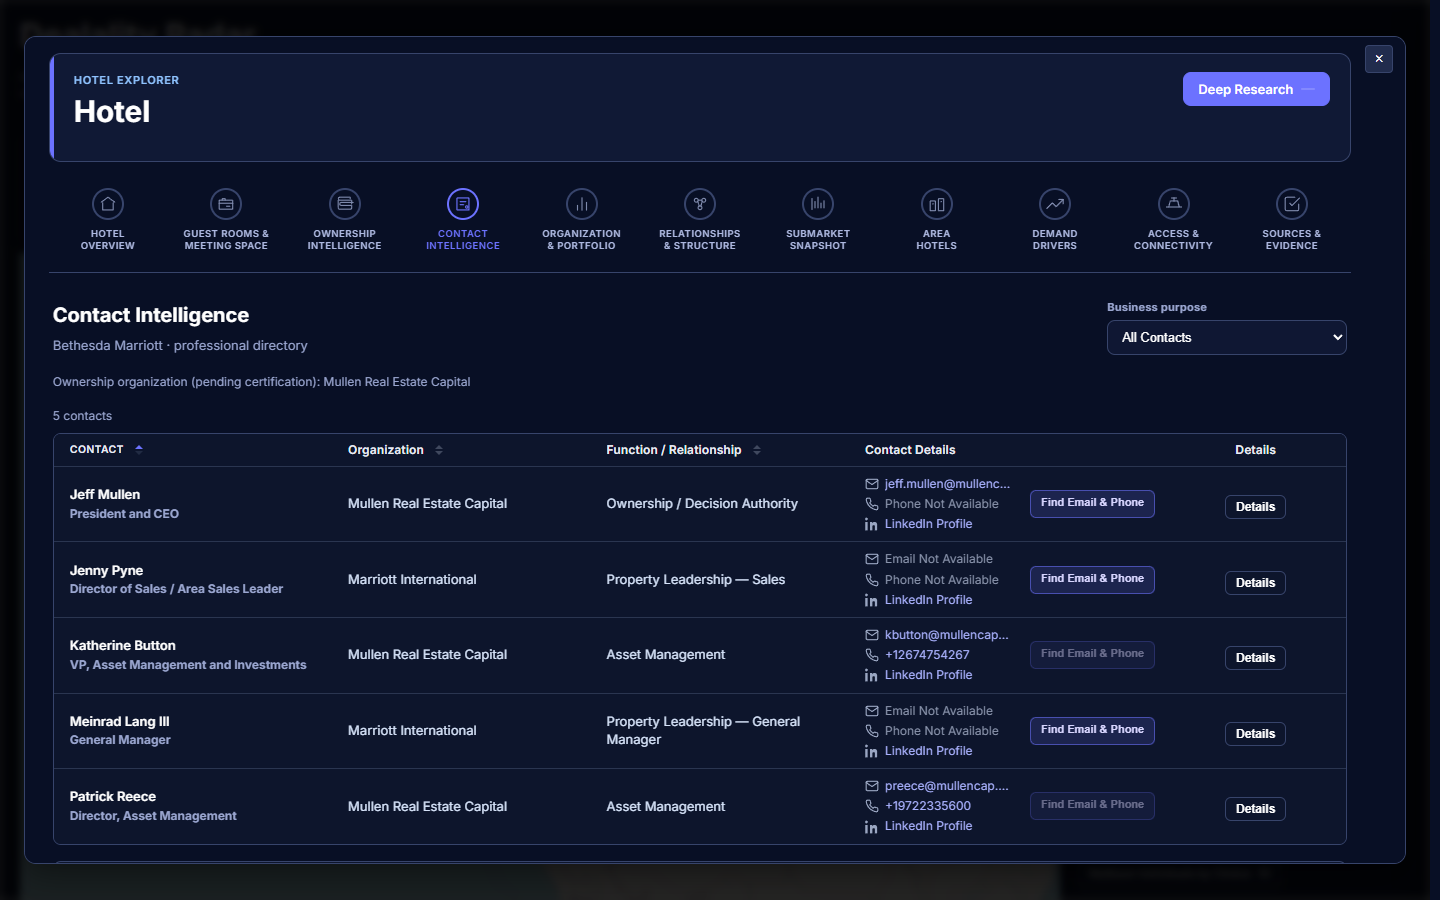 HOTEL EXPLORER
Hotel
Deep Research —
×
HOTEL OVERVIEW
GUEST ROOMS & MEETING SPACE
OWNERSHIP INTELLIGENCE
CONTACT INTELLIGENCE
ORGANIZATION & PORTFOLIO
RELATIONSHIPS & STRUCTURE
SUBMARKET SNAPSHOT
AREA HOTELS
DEMAND DRIVERS
ACCESS & CONNECTIVITY
SOURCES & EVIDENCE
Contact Intelligence
Bethesda Marriott · professional directory
Business purpose
All Contacts
Ownership organization (pending certification): Mullen Real Estate Capital
5 contacts
CONTACT Organization Function / Relationship Contact Details Details
Jeff Mullen
President and CEO
Mullen Real Estate Capital
Ownership / Decision Authority
jeff.mullen@mullenc...
Phone Not Available
LinkedIn Profile
Find Email & Phone
Details
Jenny Pyne
Director of Sales / Area Sales Leader
Marriott International
Property Leadership — Sales
Email Not Available
Phone Not Available
LinkedIn Profile
Find Email & Phone
Details
Katherine Button
VP, Asset Management and Investments
Mullen Real Estate Capital
Asset Management
kbutton@mullencap...
+12674754267
LinkedIn Profile
Find Email & Phone
Details
Meinrad Lang III
General Manager
Marriott International
Property Leadership — General
Manager
Email Not Available
Phone Not Available
LinkedIn Profile
Find Email & Phone
Details
Patrick Reece
Director, Asset Management
Mullen Real Estate Capital
Asset Management
preece@mullencap....
+19722335600
LinkedIn Profile
Find Email & Phone
Details